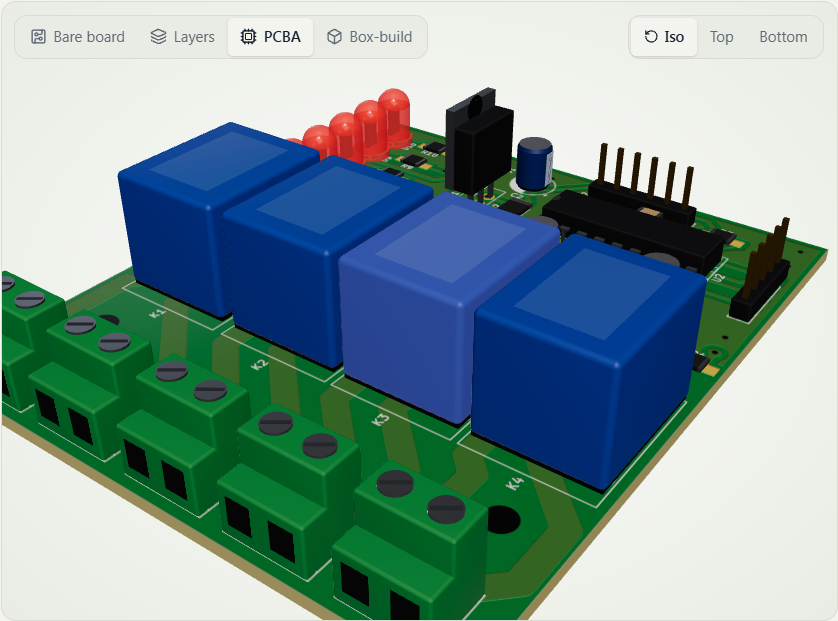 Bare board
Layers
PCBA
Box-build
Iso
Top
Bottom
K1
K2
K3
K4
U2